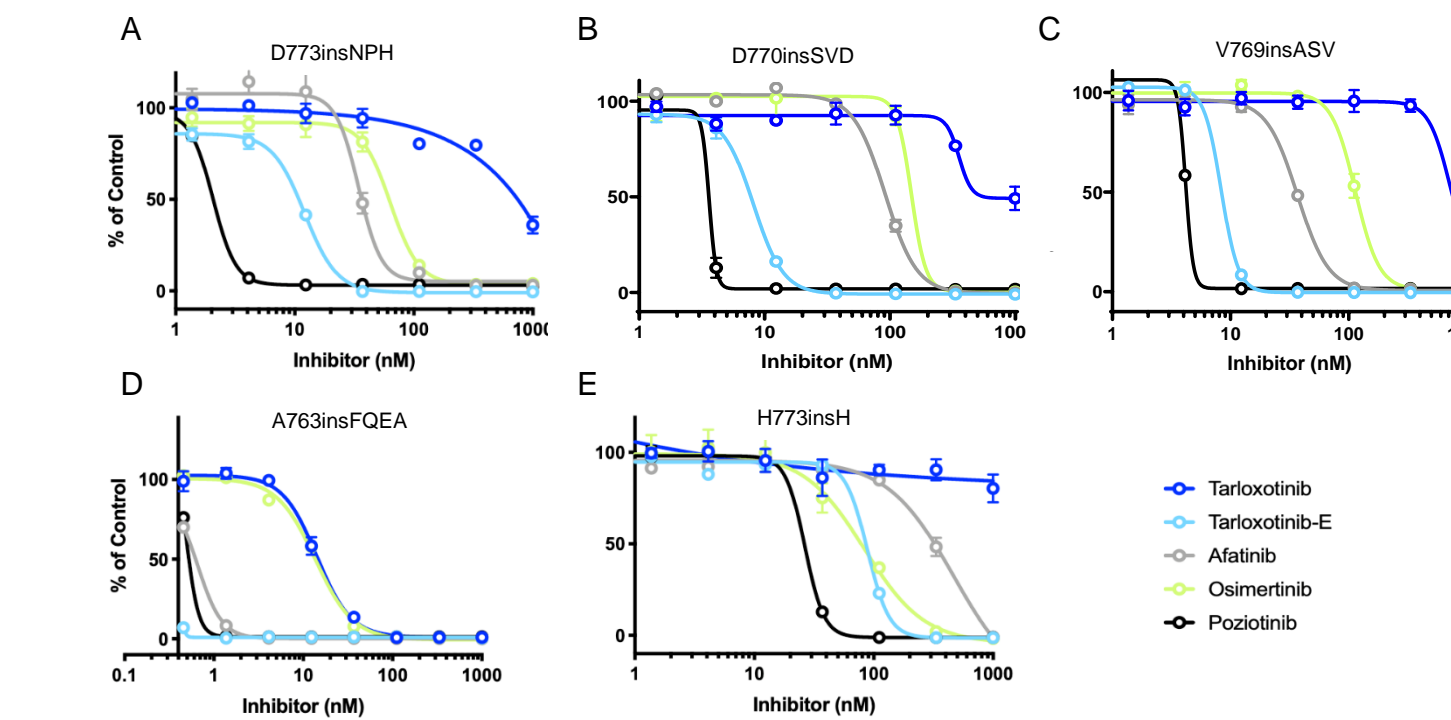 A
D773insNPH
% of Control
100
50
0
1
10
100
1000
Inhibitor (nM)
B
D770insSVD
100
50
0
1
10
100
100
Inhibitor (nM)
C
V769insASV
100
50
0
1
10
100
1
Inhibitor (nM)
D
A763insFQEA
% of Control
100
50
0
0.1
1
10
100
1000
Inhibitor (nM)
E
H773insH
100
50
0
1
10
100
1000
Inhibitor (nM)
Tarloxotinib
Tarloxotinib-E
Afatinib
Osimertinib
Poziotinib